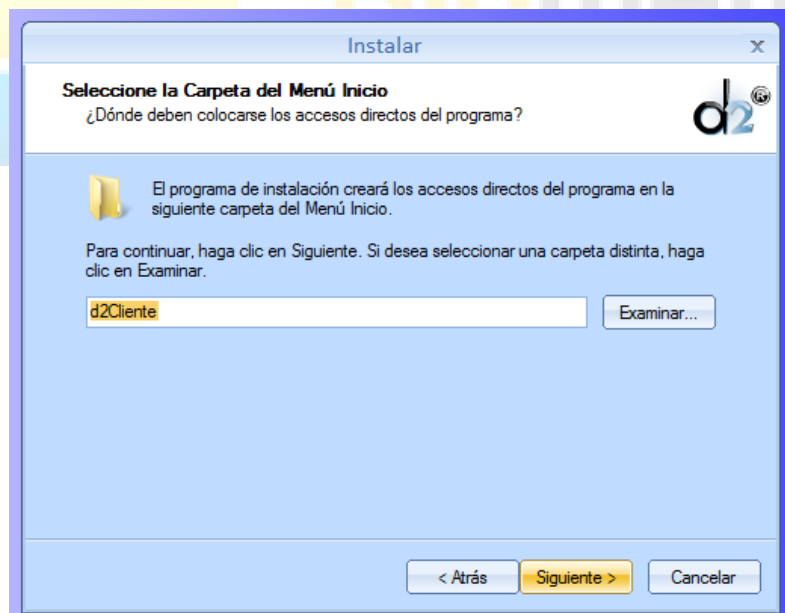 Instalar
x
Seleccione la Carpeta del Menú Inicio
¿Dónde deben colocarse los accesos directos del programa?
d2®
El programa de instalación creará los accesos directos del programa en la
siguiente carpeta del Menú Inicio.
Para continuar, haga clic en Siguiente. Si desea seleccionar una carpeta distinta, haga
clic en Examinar.
d2Cliente
Examinar...
< Atrás
Siguiente >
Cancelar